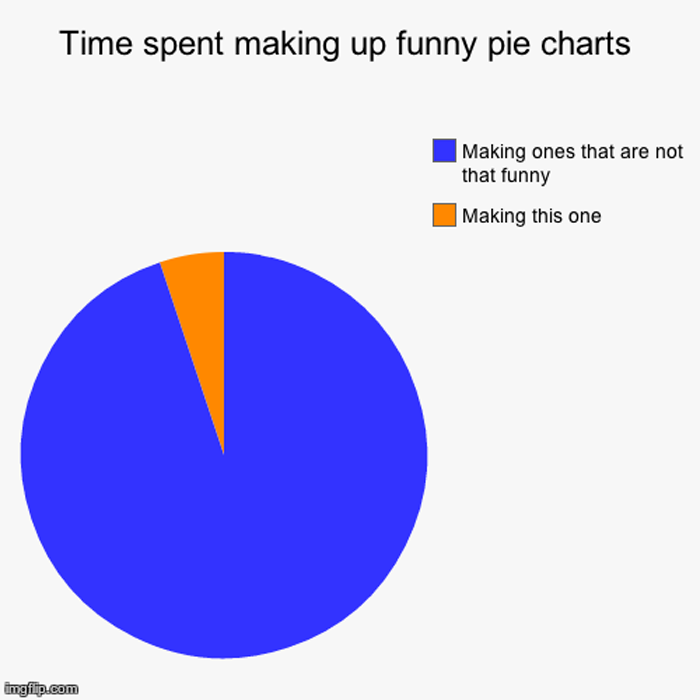 Time spent making up funny pie charts
Making ones that are not
that funny
Making this one
imgflip.com